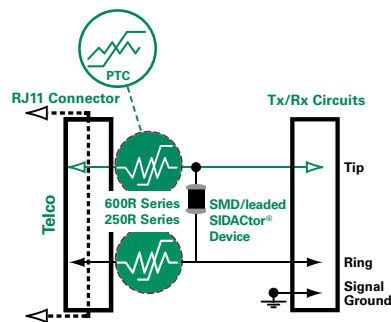 PTC
RJ11 Connector
Tx/Rx Circuits
Telco
Tip
600R Series
250R Series
SMD/leaded
SIDACtor®
Device
Ring
Signal
Ground